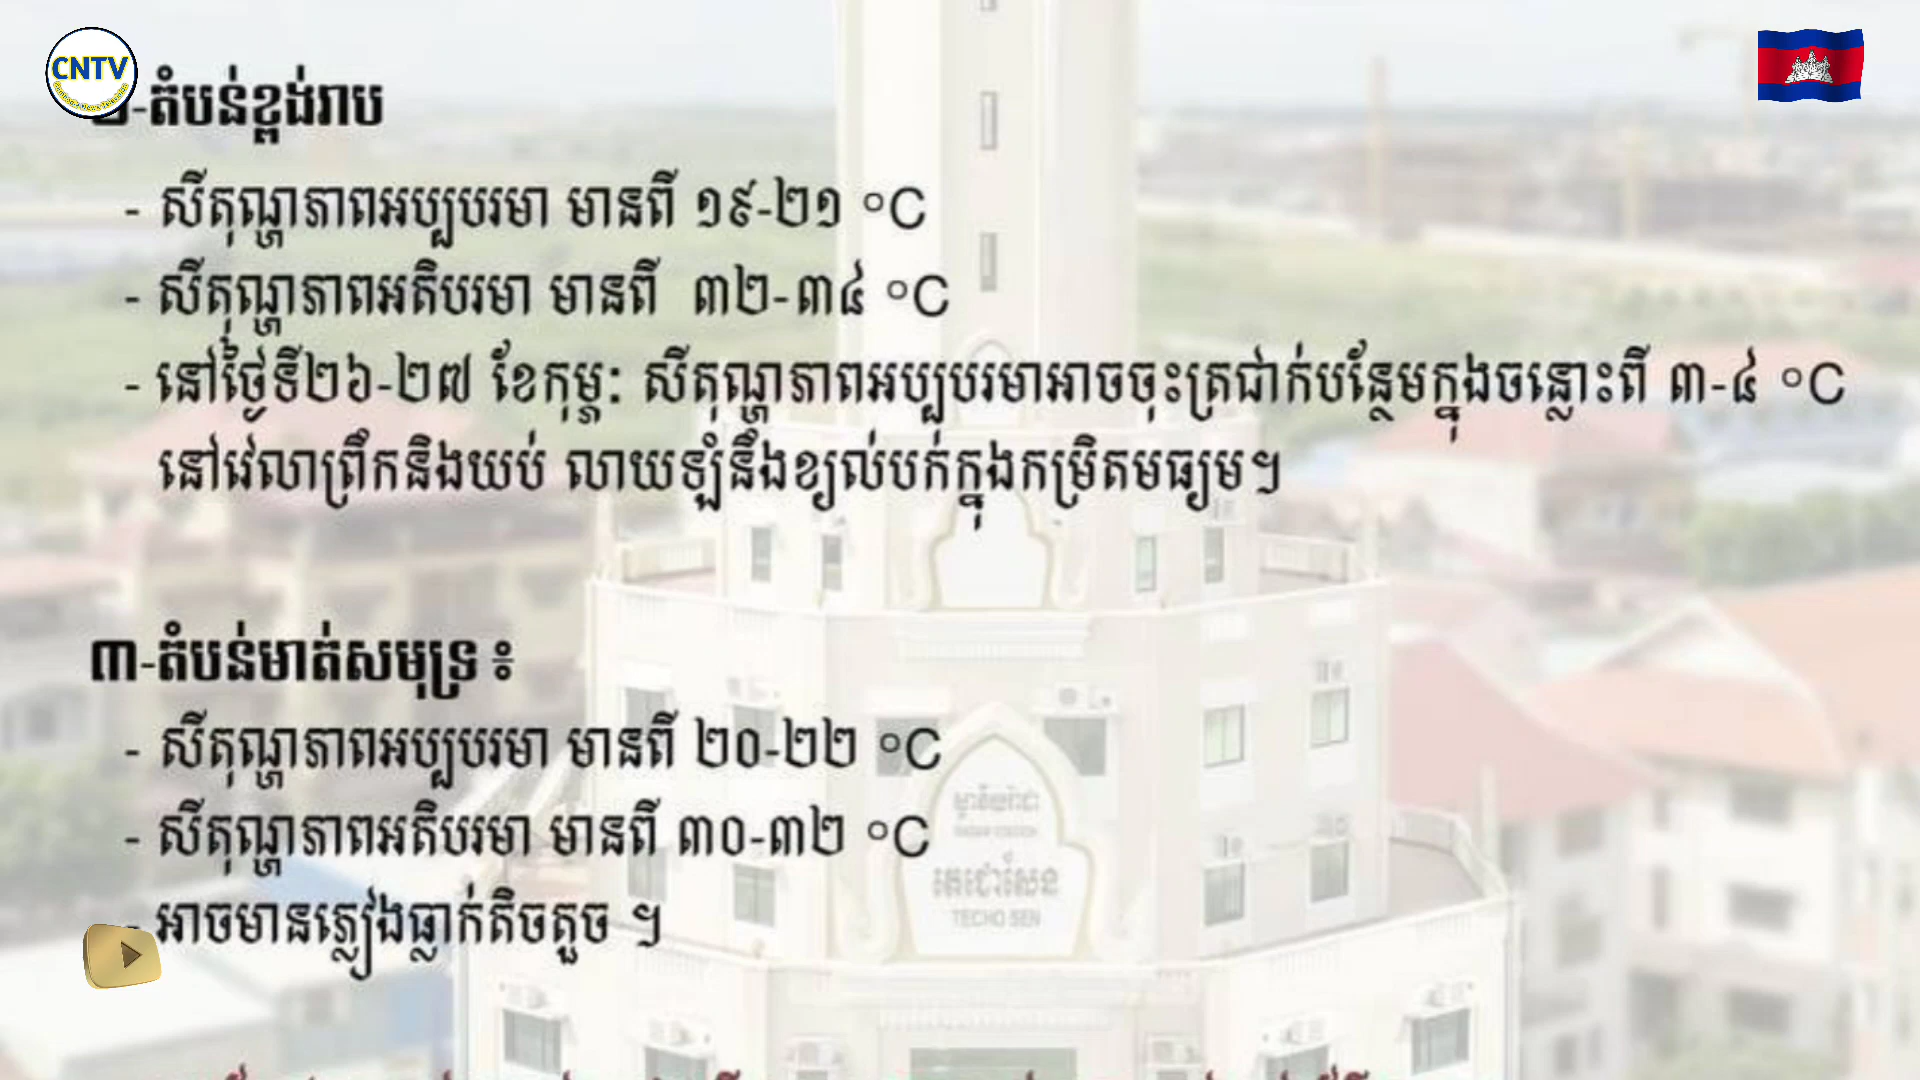 CNTV
២-តំបន់ខ្ពង់រាប
- សីតុណ្ហភាពអប្បបរមា មានពី ១៩-២១ °C
- សីតុណ្ហភាពអតិបរមា មានពី ៣២-៣៤ °C
- នៅថ្ងៃទី២៦-២៧ ខែកុម្ភៈ សីតុណ្ហភាពអប្បបរមាអាចចុះត្រជាក់បន្ថែមក្នុងចន្លោះពី ៣-៤ °C
នៅវេលាព្រឹកនិងយប់ លាយឡំនឹងខ្យល់បក់ក្នុងកម្រិតមធ្យម។
៣-តំបន់មាត់សមុទ្រ ៖
- សីតុណ្ហភាពអប្បបរមា មានពី ២០-២២ °C
- សីតុណ្ហភាពអតិបរមា មានពី ៣០-៣២ °C
- អាចមានភ្លៀងធ្លាក់តិចតួច ។
តេជោសែន
TECHO SEN